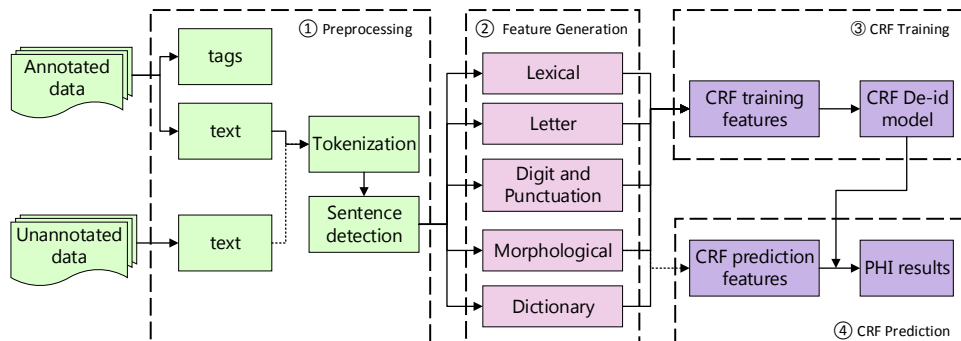 ① Preprocessing
② Feature Generation
③ CRF Training
Annotated
data
tags
text
Tokenization
Sentence
detection
Unannotated
data
text
Lexical
Letter
Digit and
Punctuation
Morphological
Dictionary
CRF training
features
CRF De-id
model
CRF prediction
features
PHI results
④ CRF Prediction